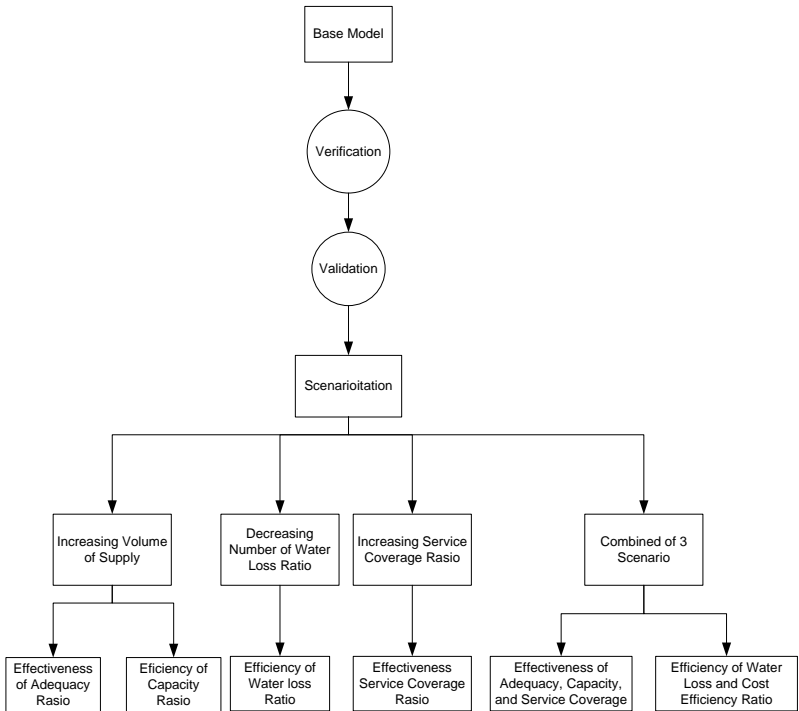 Base Model
Verification
Validation
Scenarioitation
Increasing Volume
of Supply
Decreasing
Number of Water
Loss Ratio
Increasing Service
Coverage Rasio
Combined of 3
Scenario
Effectiveness
of Adequacy
Rasio
Eficiency of
Capacity
Rasio
Efficiency of
Water loss
Ratio
Effectiveness
Service Coverage
Rasio
Effectiveness of
Adequacy, Capacity,
and Service Coverage
Efficiency of Water
Loss and Cost
Efficiency Ratio